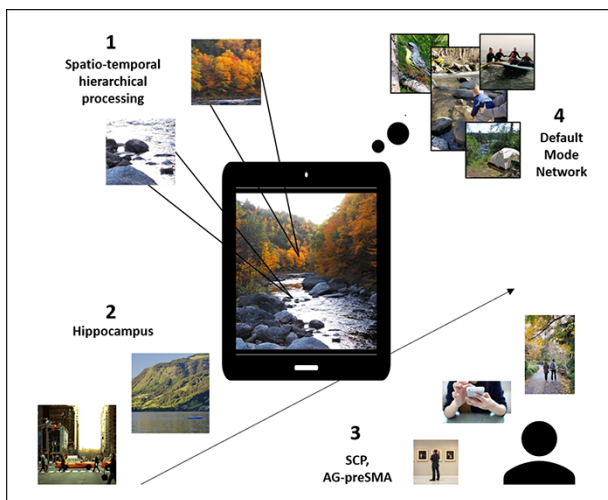 1
Spatio-temporal
hierarchical
processing
4
Default
Mode
Network
2
Hippocampus
3
SCP,
AG-preSMA